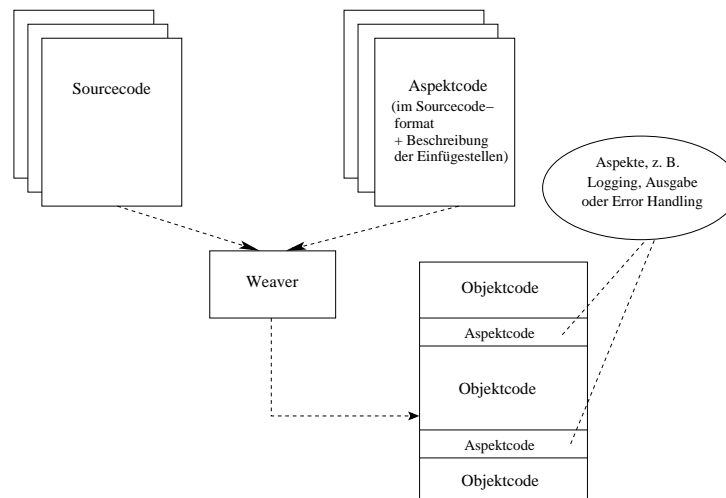 Sourcecode
Aspektcode
(im Sourcecode–
format
+ Beschreibung
der Einfügestellen)
Aspekte, z. B.
Logging, Ausgabe
oder Error Handling
Weaver
Objektcode
Aspektcode
Objektcode
Aspektcode
Objektcode